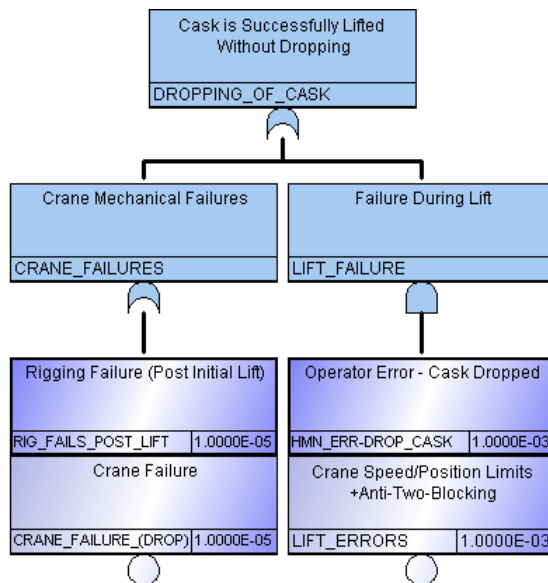 Cask is Successfully Lifted
Without Dropping
DROPPING_OF_CASK
Crane Mechanical Failures
CRANE_FAILURES
Failure During Lift
LIFT_FAILURE
Rigging Failure (Post Initial Lift)
RIG_FAILS_POST_LIFT 1.0000E-05
Crane Failure
CRANE_FAILURE_(DROP) 1.0000E-05
Operator Error - Cask Dropped
HMN_ERR-DROP_CASK 1.0000E-03
Crane Speed/Position Limits
+Anti-Two-Blocking
LIFT_ERRORS 1.0000E-03